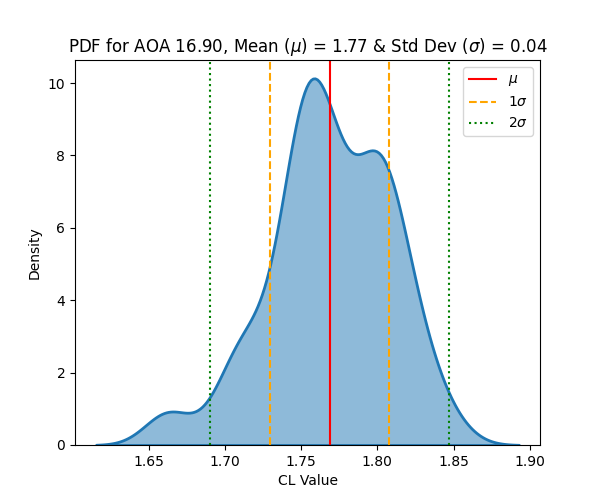 PDF for AOA 16.90, Mean (μ) = 1.77 & Std Dev (σ) = 0.04
μ
1σ
2σ
10
8
6
4
2
0
Density
1.65 1.70 1.75 1.80 1.85 1.90
CL Value